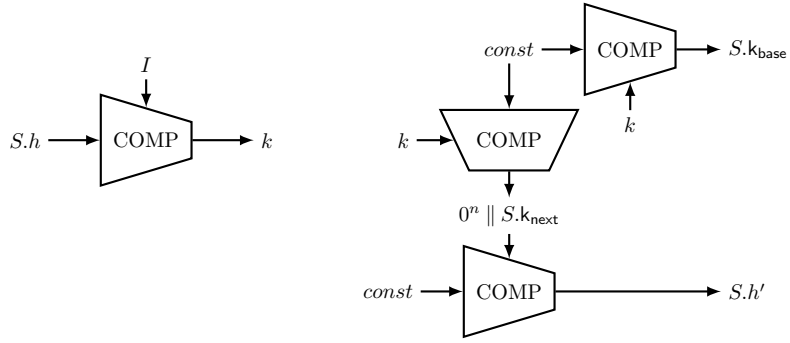 I
S.h COMP k
const COMP S.k_base
k
k COMP
0^n ∥ S.k_next
const COMP S.h′